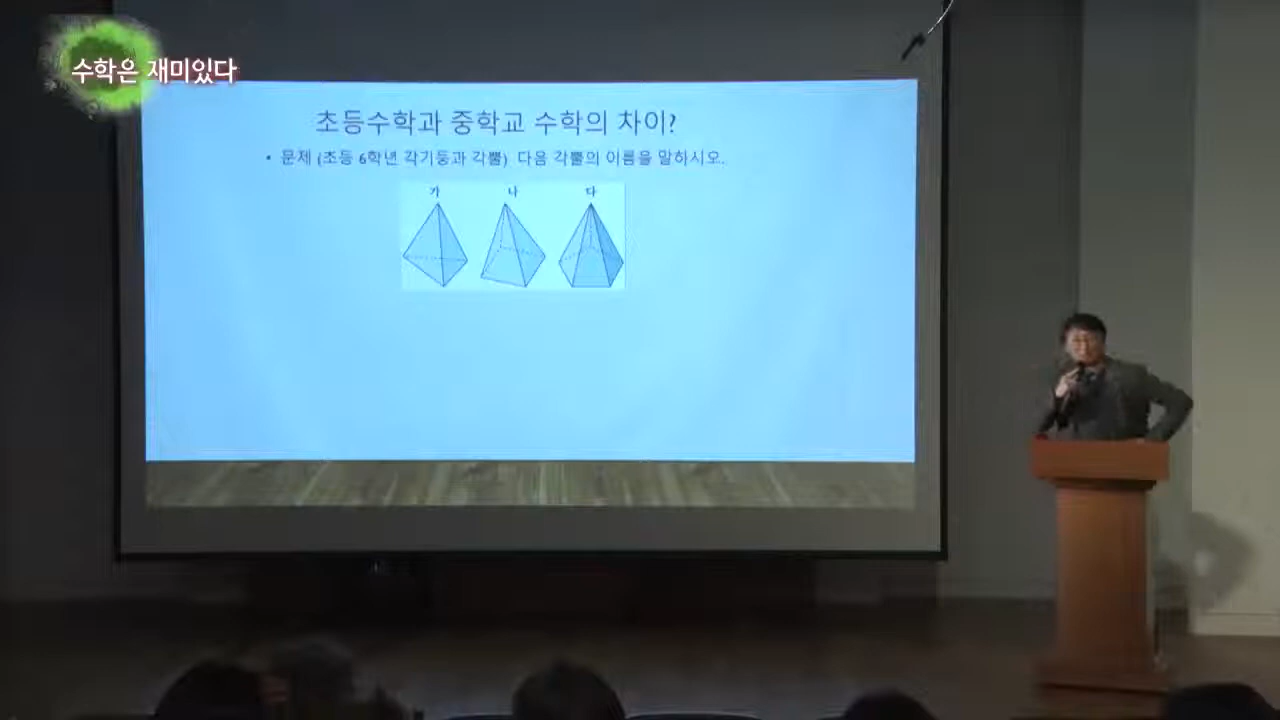 수학은 재미있다
초등수학과 중학교 수학의 차이?
• 문제 (초등 6학년 각기둥과 각뿔) 다음 각뿔의 이름을 말하시오.
가 나 다